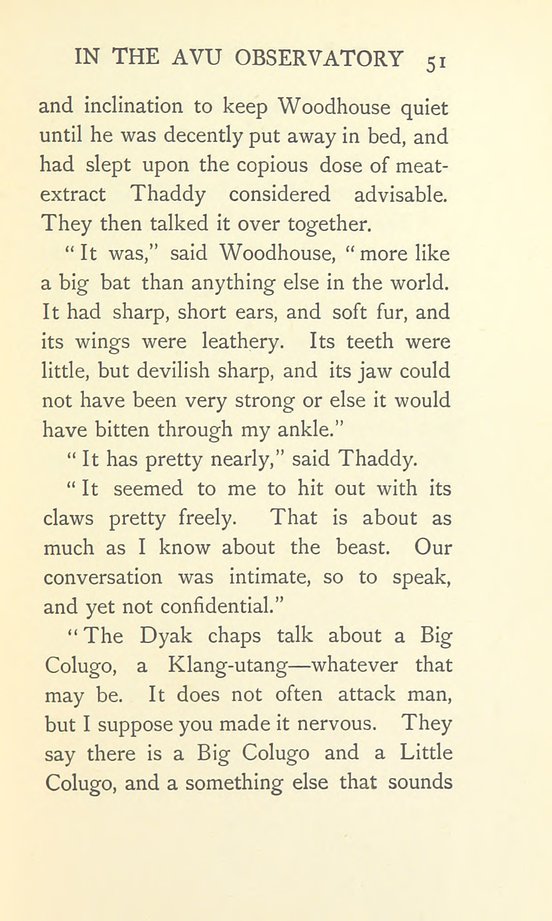 IN THE AVU OBSERVATORY 51
and inclination to keep Woodhouse quiet
until he was decently put away in bed, and
had slept upon the copious dose of meat-
extract Thaddy considered advisable.
They then talked it over together.
“ It was,” said Woodhouse, “ more like
a big bat than anything else in the world.
It had sharp, short ears, and soft fur, and
its wings were leathery. Its teeth were
little, but devilish sharp, and its jaw could
not have been very strong or else it would
have bitten through my ankle.”
“ It has pretty nearly,” said Thaddy.
“ It seemed to me to hit out with its
claws pretty freely. That is about as
much as I know about the beast. Our
conversation was intimate, so to speak,
and yet not confidential.”
“ The Dyak chaps talk about a Big
Colugo, a Klang-utang—whatever that
may be. It does not often attack man,
but I suppose you made it nervous. They
say there is a Big Colugo and a Little
Colugo, and a something else that sounds